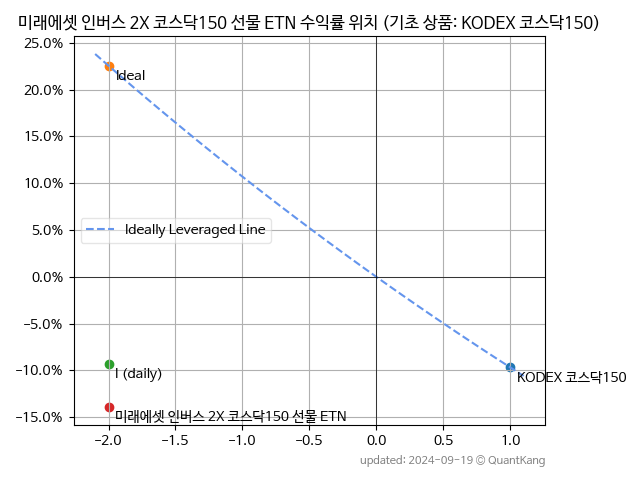 미래에셋 인버스 2X 코스닥150 선물 ETN 수익률 위치 (기초 상품: KODEX 코스닥150)
25.0%
Ideal
20.0%
15.0%
10.0%
5.0%
Ideally Leveraged Line
0.0%
−5.0%
−10.0%
I (daily)
KODEX 코스닥150
−15.0%
미래에셋 인버스 2X 코스닥150 선물 ETN
−2.0 −1.5 −1.0 −0.5 0.0 0.5 1.0
updated: 2024-09-19 © QuantKang